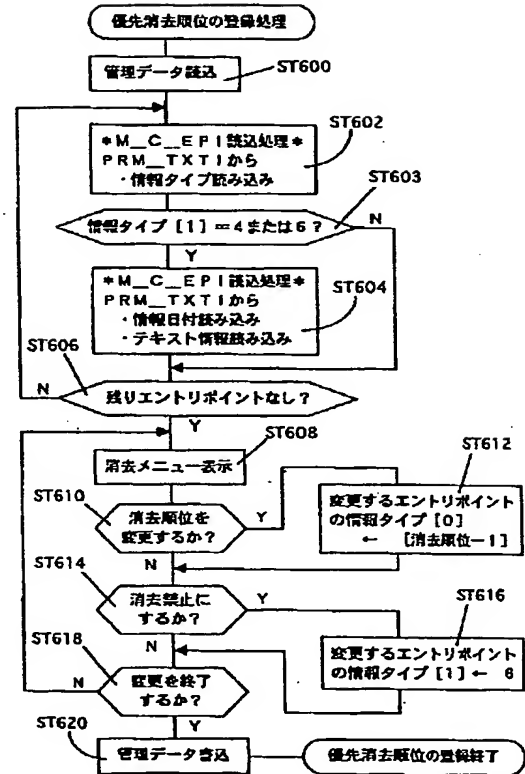 優先消去順位の登録処理
管理データ読込
ST600
＊M＿C＿EPI読込処理＊
PRM＿TXTIから
・情報タイプ読み込み
ST602
情報タイプ［1］＝4または6？
ST603
N
Y
＊M＿C＿EPI読込処理＊
PRM＿TXTIから
・情報日付読み込み
・テキスト情報読み込み
ST604
ST606
N
残りエントリポイントなし？
Y
ST608
消去メニュー表示
ST610
消去順位を
変更するか？
Y
N
ST612
変更するエントリポイント
の情報タイプ［0］
← ［消去順位−1］
ST614
消去禁止に
するか？
Y
N
ST616
変更するエントリポイント
の情報タイプ［1］← 6
ST618
変更を終了
するか？
N
Y
ST620
管理データ書込
優先消去順位の登録終了